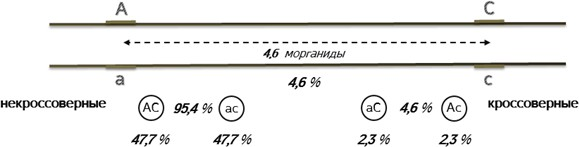 A C
4,6 морганиды
a c
4,6 %
некроссоверные AC 95,4 % ac aC 4,6 % Ac кроссоверные
47,7 % 47,7 % 2,3 % 2,3 %